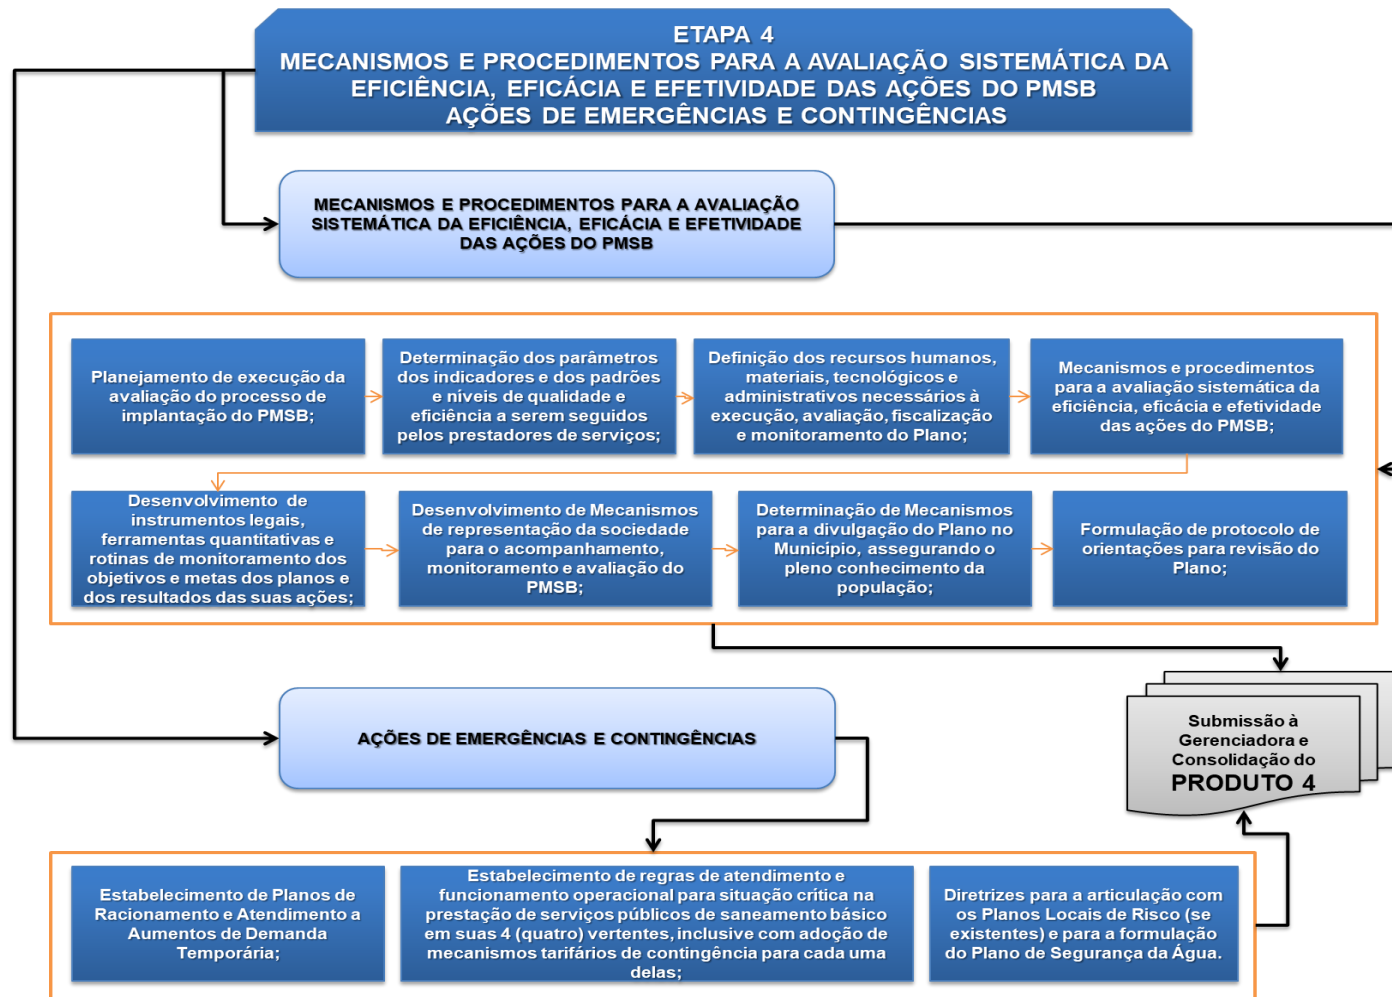 ETAPA 4
MECANISMOS E PROCEDIMENTOS PARA A AVALIAÇÃO SISTEMÁTICA DA
EFICIÊNCIA, EFICÁCIA E EFETIVIDADE DAS AÇÕES DO PMSB
AÇÕES DE EMERGÊNCIAS E CONTINGÊNCIAS
MECANISMOS E PROCEDIMENTOS PARA A AVALIAÇÃO
SISTEMÁTICA DA EFICIÊNCIA, EFICÁCIA E EFETIVIDADE
DAS AÇÕES DO PMSB
Planejamento de execução da
avaliação do processo de
implantação do PMSB;
Determinação dos parâmetros
dos indicadores e dos padrões
e níveis de qualidade e
eficiência a serem seguidos
pelos prestadores de serviços;
Definição dos recursos humanos,
materiais, tecnológicos e
administrativos necessários à
execução, avaliação, fiscalização
e monitoramento do Plano;
Mecanismos e procedimentos
para a avaliação sistemática da
eficiência, eficácia e efetividade
das ações do PMSB;
Desenvolvimento de
instrumentos legais,
ferramentas quantitativas e
rotinas de monitoramento dos
objetivos e metas dos planos e
dos resultados das suas ações;
Desenvolvimento de Mecanismos
de representação da sociedade
para o acompanhamento,
monitoramento e avaliação do
PMSB;
Determinação de Mecanismos
para a divulgação do Plano no
Município, assegurando o
pleno conhecimento da
população;
Formulação de protocolo de
orientações para revisão do
Plano;
AÇÕES DE EMERGÊNCIAS E CONTINGÊNCIAS
Submissão à
Gerenciadora e
Consolidação do
PRODUTO 4
Estabelecimento de Planos de
Racionamento e Atendimento a
Aumentos de Demanda
Temporária;
Estabelecimento de regras de atendimento e
funcionamento operacional para situação crítica na
prestação de serviços públicos de saneamento básico
em suas 4 (quatro) vertentes, inclusive com adoção de
mecanismos tarifários de contingência para cada uma
delas;
Diretrizes para a articulação com
os Planos Locais de Risco (se
existentes) e para a formulação
do Plano de Segurança da Água.